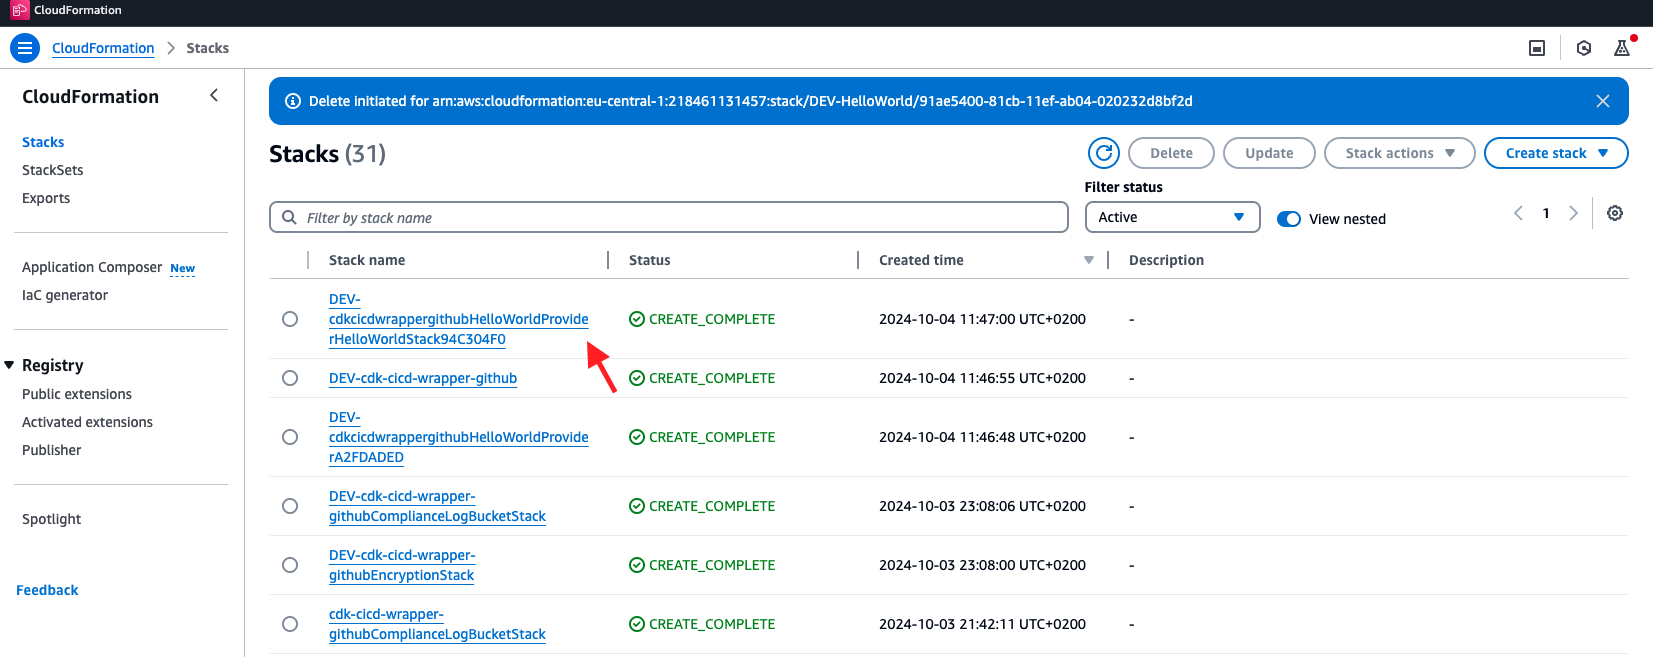 CloudFormation
CloudFormation > Stacks
CloudFormation
Stacks
StackSets
Exports
Application Composer New
IaC generator
Registry
Public extensions
Activated extensions
Publisher
Spotlight
Feedback
Delete initiated for arn:aws:cloudformation:eu-central-1:218461131457:stack/DEV-HelloWorld/91ae5400-81cb-11ef-ab04-020232d8bf2d
Stacks (31)
Delete
Update
Stack actions
Create stack
Filter by stack name
Filter status
Active
View nested
1
Stack name Status Created time Description
DEV-
cdkcicdwrappergithubHelloWorldProvide
rHelloWorldStack94C304F0
CREATE_COMPLETE
2024-10-04 11:47:00 UTC+0200
-
DEV-cdk-cicd-wrapper-github
CREATE_COMPLETE
2024-10-04 11:46:55 UTC+0200
-
DEV-
cdkcicdwrappergithubHelloWorldProvide
rA2FDADED
CREATE_COMPLETE
2024-10-04 11:46:48 UTC+0200
-
DEV-cdk-cicd-wrapper-
githubComplianceLogBucketStack
CREATE_COMPLETE
2024-10-03 23:08:06 UTC+0200
-
DEV-cdk-cicd-wrapper-
githubEncryptionStack
CREATE_COMPLETE
2024-10-03 23:08:00 UTC+0200
-
cdk-cicd-wrapper-
githubComplianceLogBucketStack
CREATE_COMPLETE
2024-10-03 21:42:11 UTC+0200
-